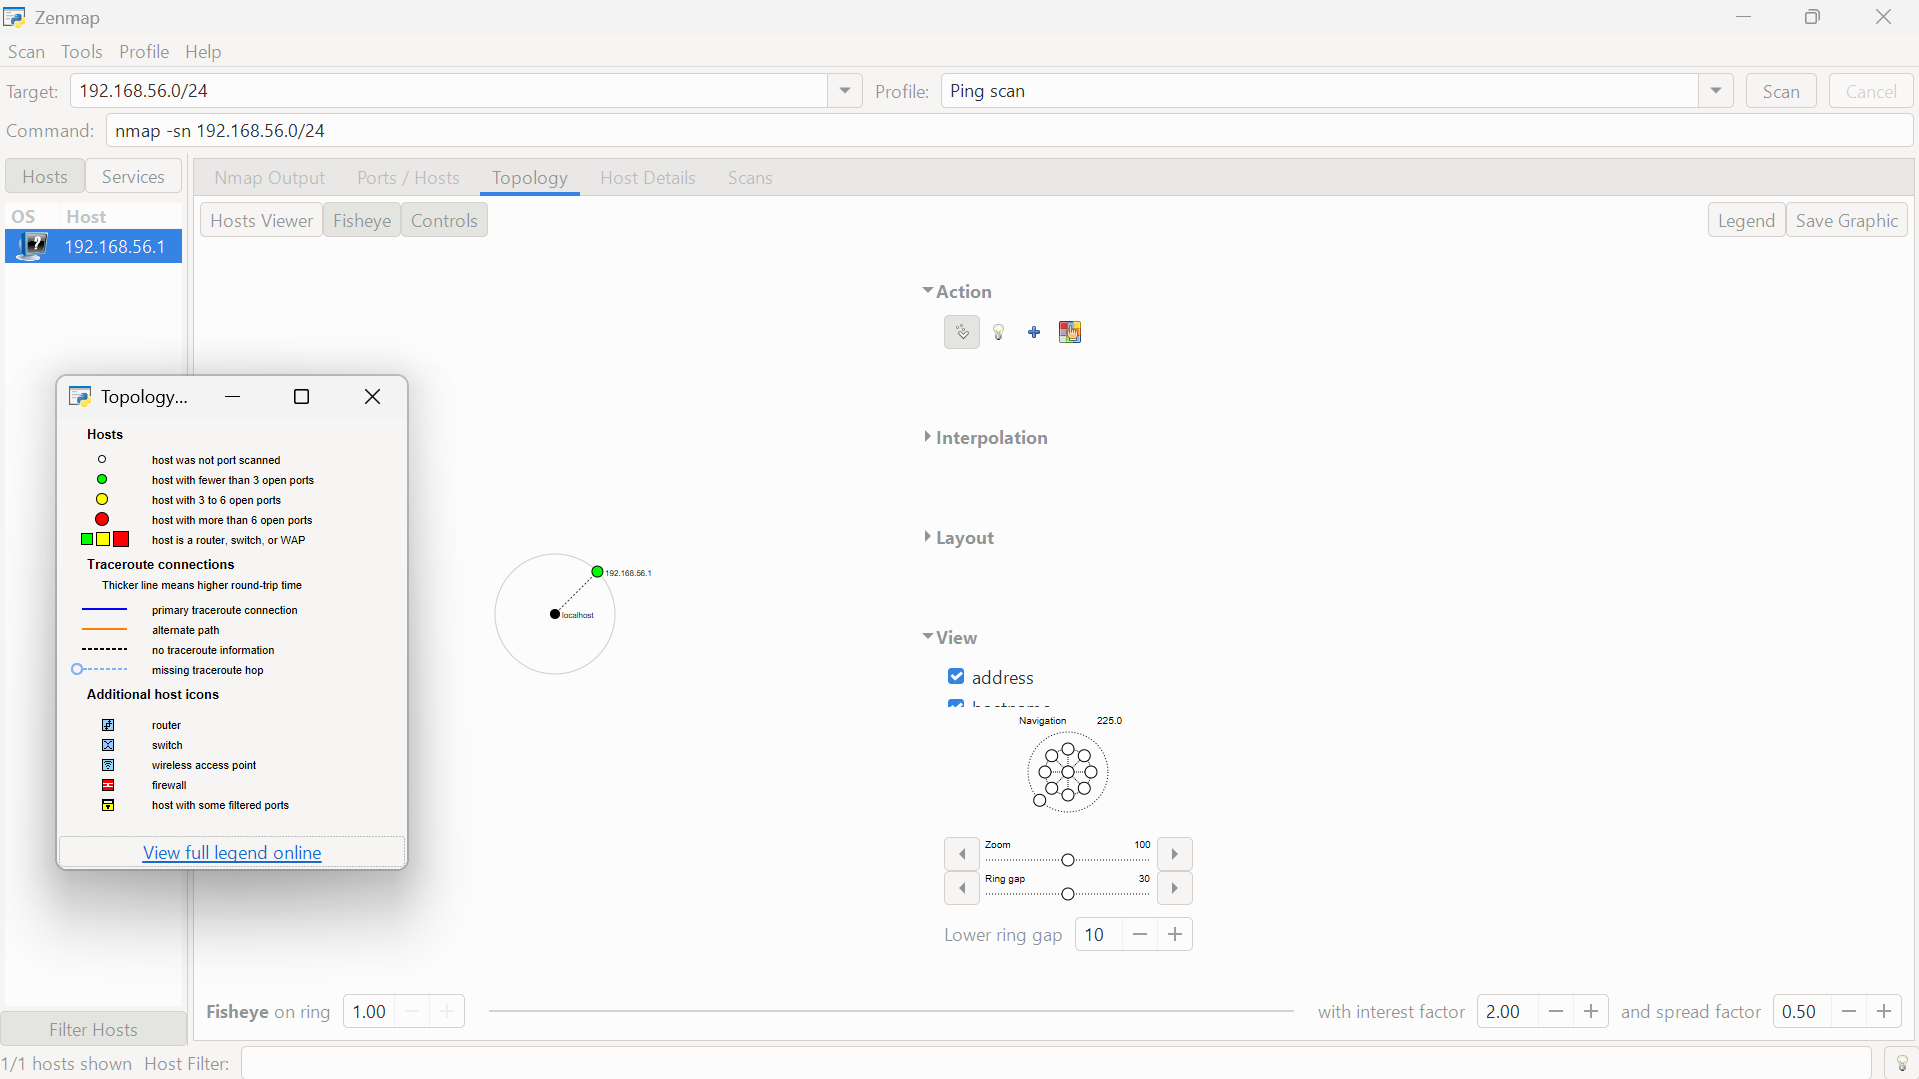 Zenmap
Scan Tools Profile Help
Target: 192.168.56.0/24 Profile: Ping scan Scan Cancel
Command: nmap -sn 192.168.56.0/24
Hosts Services
Nmap Output Ports / Hosts Topology Host Details Scans
OS Host
192.168.56.1
Hosts Viewer Fisheye Controls Legend Save Graphic
Action
Interpolation
Layout
View
address
hostname
Navigation 225.0
Zoom 100
Ring gap 30
Lower ring gap 10
192.168.56.1
localhost
Topology...
Hosts
host was not port scanned
host with fewer than 3 open ports
host with 3 to 6 open ports
host with more than 6 open ports
host is a router, switch, or WAP
Traceroute connections
Thicker line means higher round-trip time
primary traceroute connection
alternate path
no traceroute information
missing traceroute hop
Additional host icons
router
switch
wireless access point
firewall
host with some filtered ports
View full legend online
Fisheye on ring 1.00 with interest factor 2.00 and spread factor 0.50
Filter Hosts
1/1 hosts shown Host Filter: